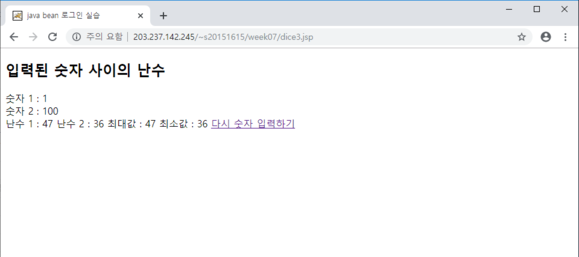 java bean 로그인 실습
주의 요함 | 203.237.142.245/~s20151615/week07/dice3.jsp
입력된 숫자 사이의 난수
숫자 1 : 1
숫자 2 : 100
난수 1 : 47 난수 2 : 36 최대값 : 47 최소값 : 36 다시 숫자 입력하기